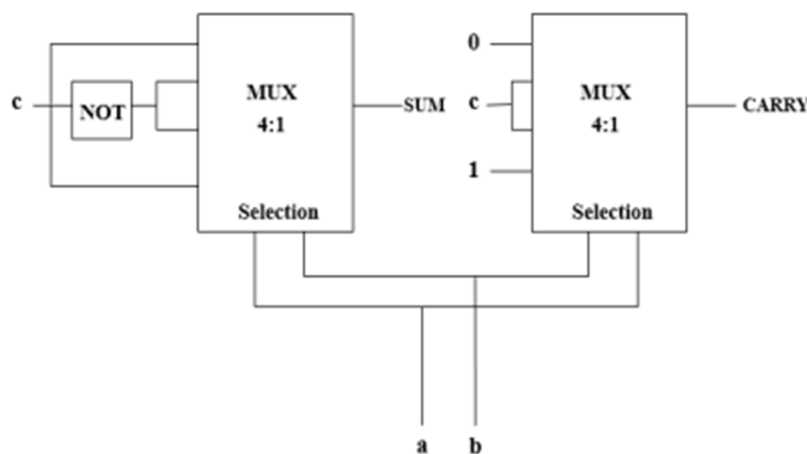 0
c
NOT
MUX
4:1
SUM
c
MUX
4:1
CARRY
1
Selection
Selection
a
b